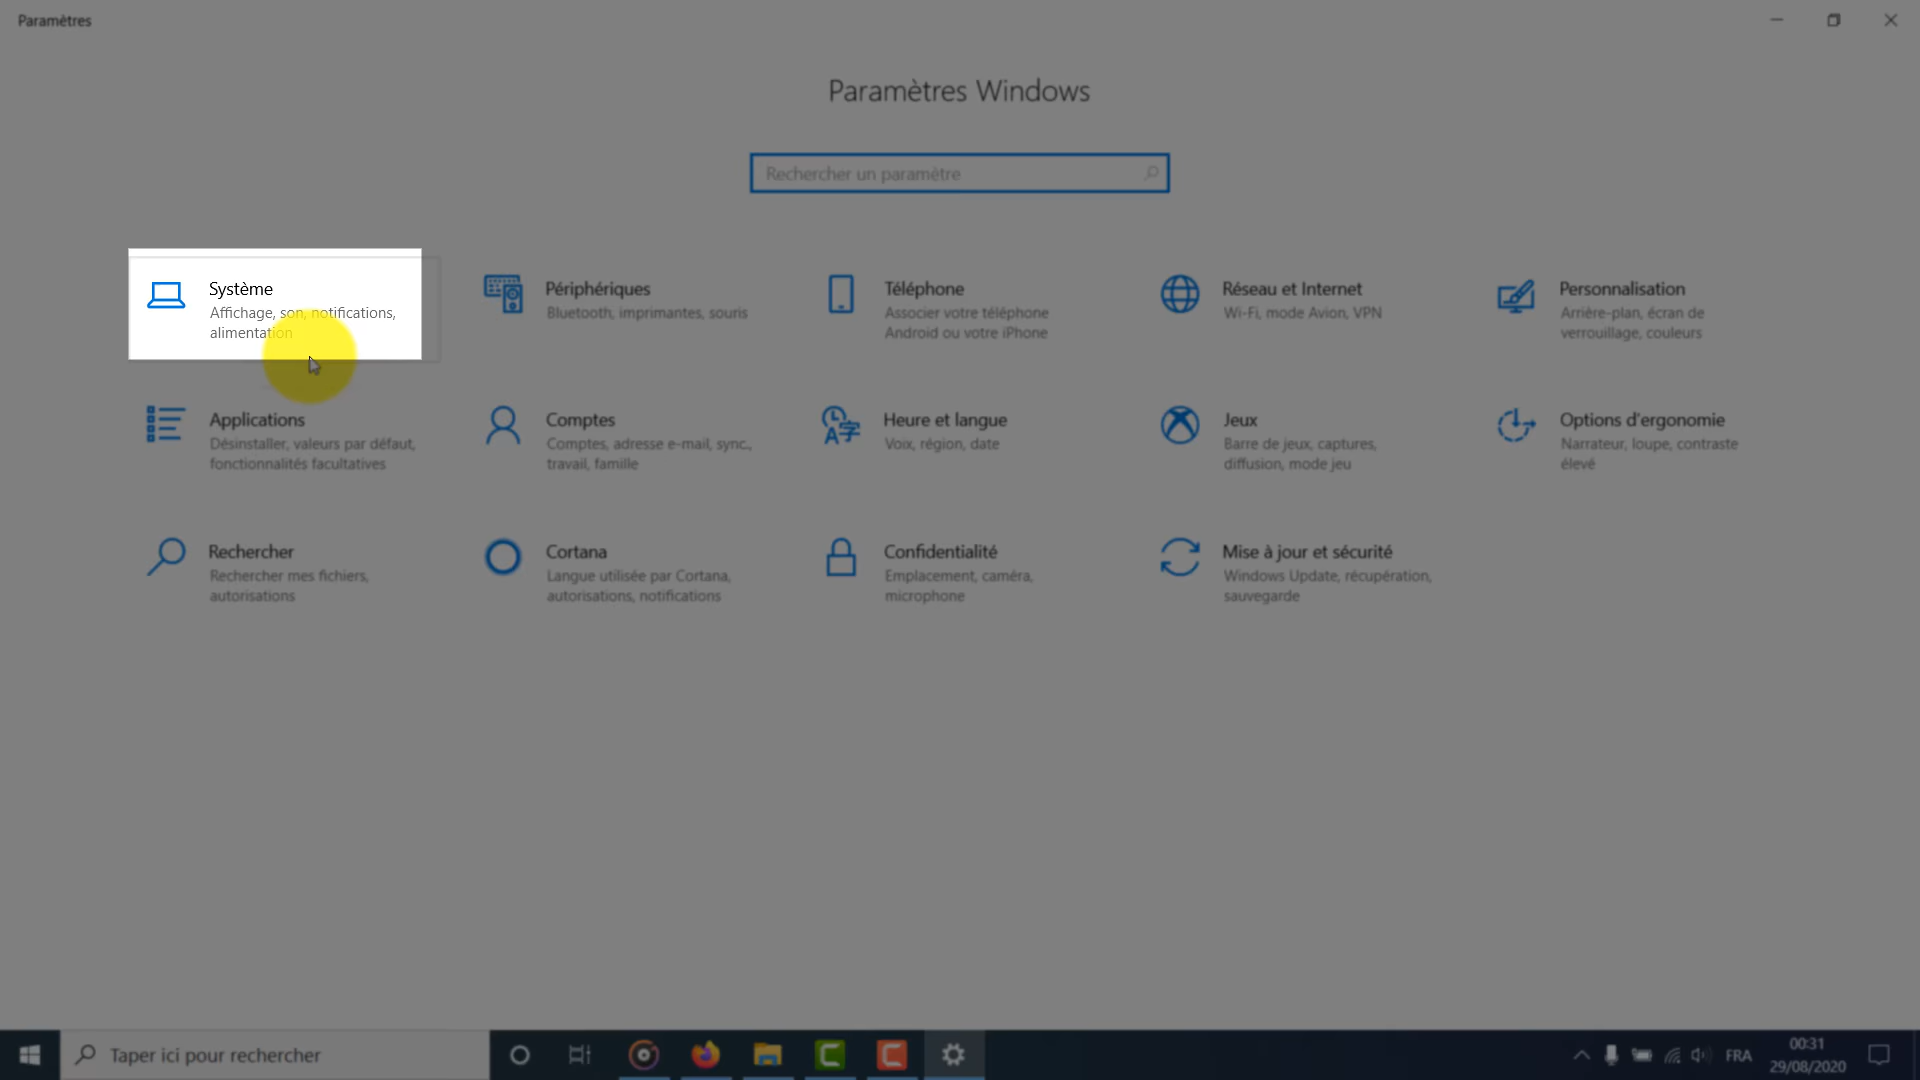 Paramètres
Paramètres Windows
Rechercher un paramètre
Système
Affichage, son, notifications,
alimentation
Périphériques
Bluetooth, imprimantes, souris
Téléphone
Associer votre téléphone
Android ou votre iPhone
Réseau et Internet
Wi-Fi, mode Avion, VPN
Personnalisation
Arrière-plan, écran de
verrouillage, couleurs
Applications
Désinstaller, valeurs par défaut,
fonctionnalités facultatives
Comptes
Comptes, adresse e-mail, sync.,
travail, famille
Heure et langue
Voix, région, date
Jeux
Barre de jeux, captures,
diffusion, mode jeu
Options d'ergonomie
Narrateur, loupe, contraste
élevé
Rechercher
Rechercher mes fichiers,
autorisations
Cortana
Langue utilisée par Cortana,
autorisations, notifications
Confidentialité
Emplacement, caméra,
microphone
Mise à jour et sécurité
Windows Update, récupération,
sauvegarde
Taper ici pour rechercher
FRA
00:31
29/08/2020